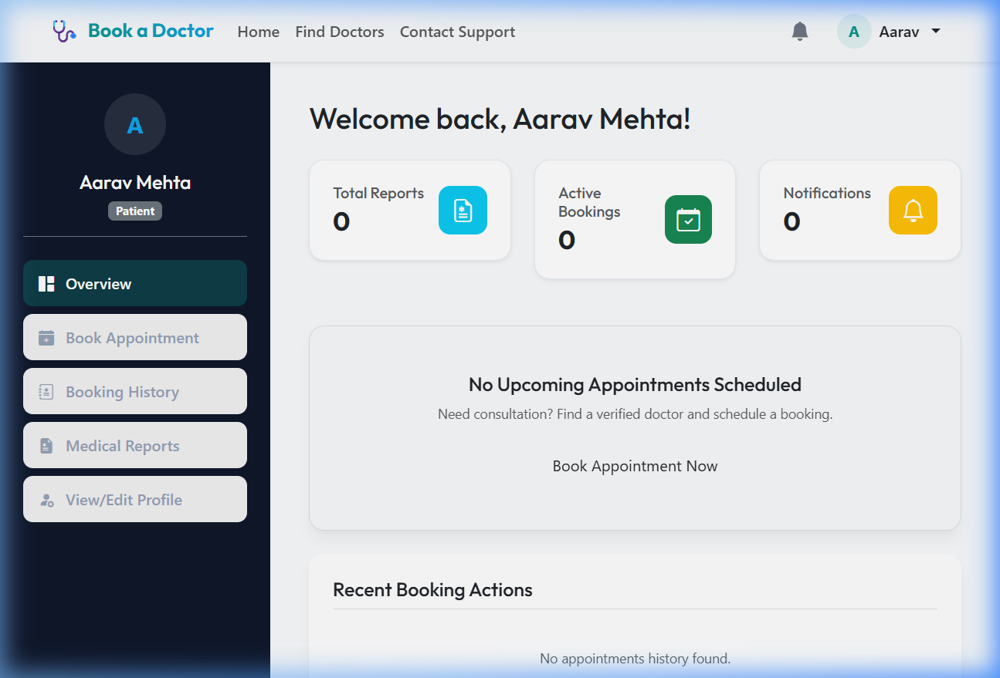 Book a Doctor
Home
Find Doctors
Contact Support
A
Aarav
A
Aarav Mehta
Patient
Overview
Book Appointment
Booking History
Medical Reports
View/Edit Profile
Welcome back, Aarav Mehta!
Total Reports
0
Active
Bookings
0
Notifications
0
No Upcoming Appointments Scheduled
Need consultation? Find a verified doctor and schedule a booking.
Book Appointment Now
Recent Booking Actions
No appointments history found.